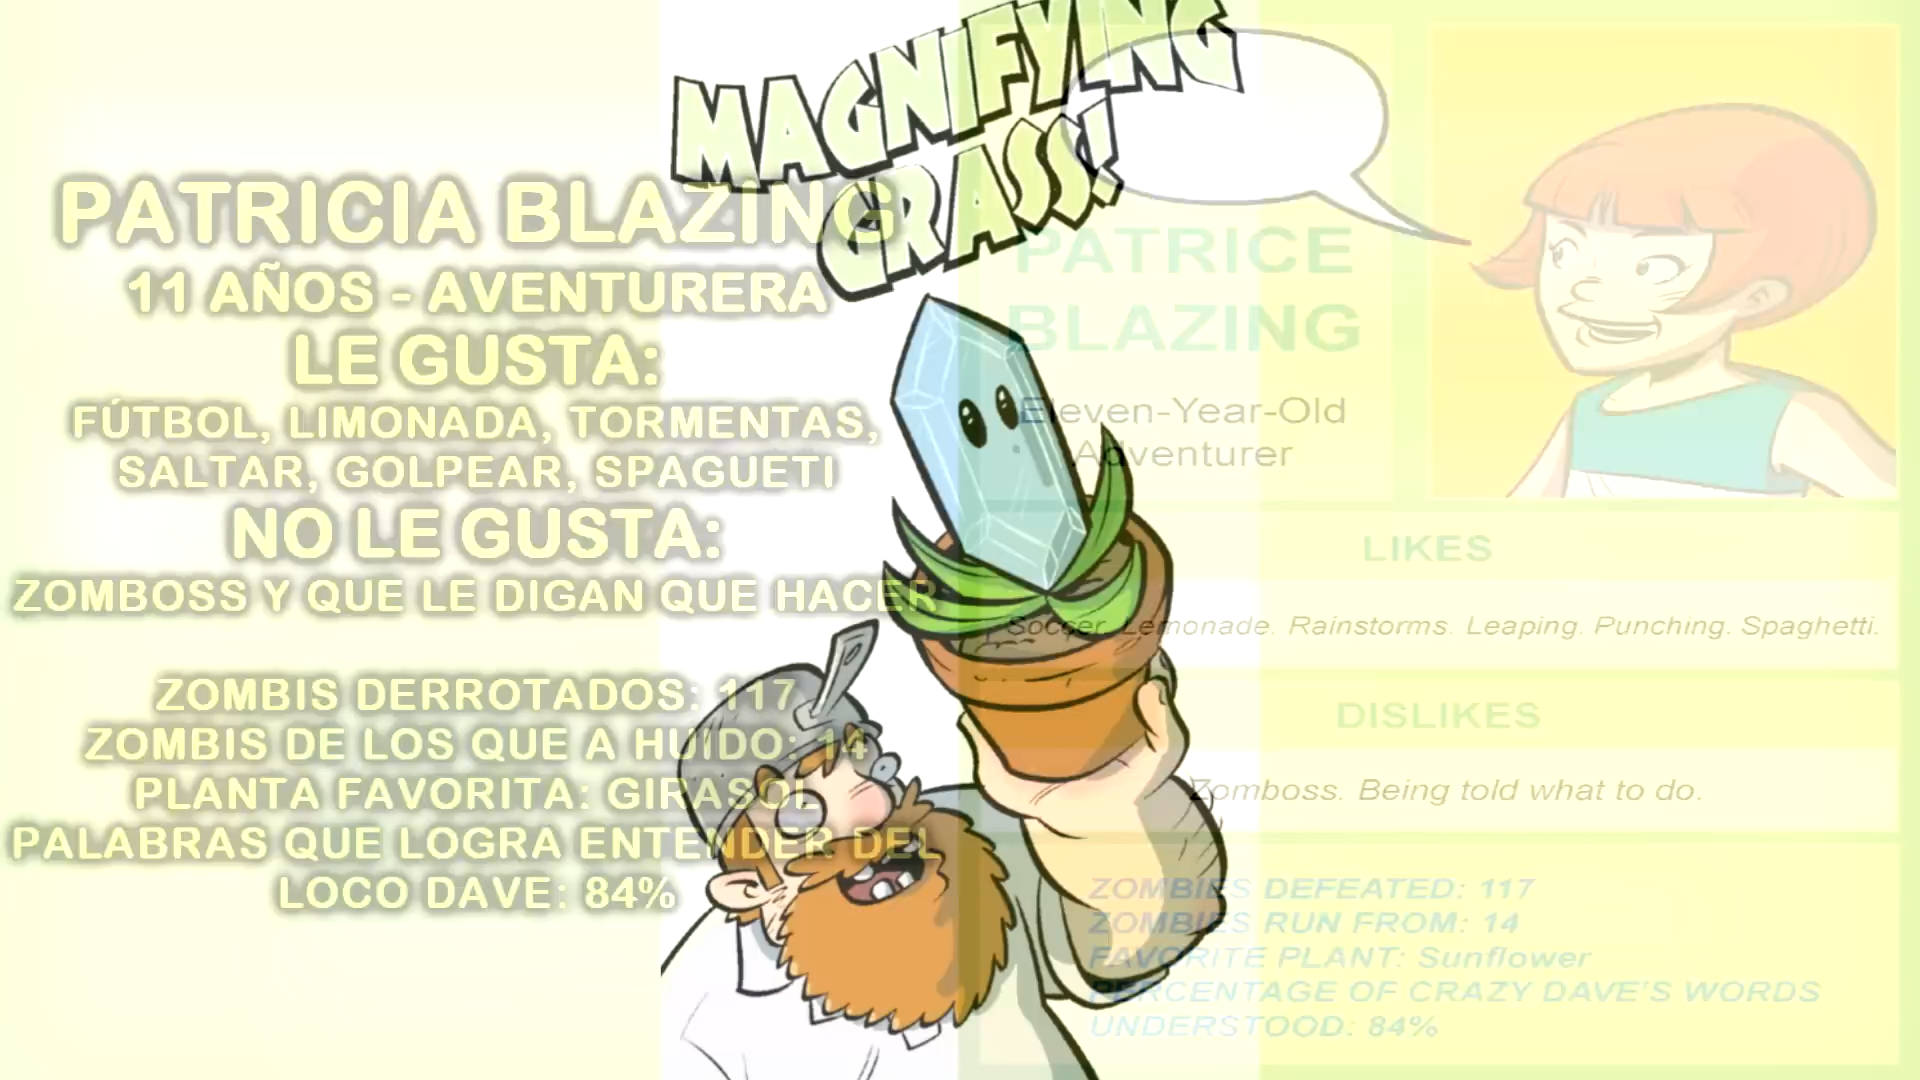 MAGNIFYING
GRASS!
PATRICIA BLAZING
11 AÑOS - AVENTURERA
LE GUSTA:
FÚTBOL, LIMONADA, TORMENTAS,
SALTAR, GOLPEAR, SPAGUETI
NO LE GUSTA:
ZOMBOSS Y QUE LE DIGAN QUE HACER
ZOMBIS DERROTADOS: 117
ZOMBIS DE LOS QUE A HUIDO: 14
PLANTA FAVORITA: GIRASOL
PALABRAS QUE LOGRA ENTENDER DEL
LOCO DAVE: 84%
PATRICE
BLAZING
Eleven-Year-Old
Adventurer
LIKES
Soccer. Lemonade. Rainstorms. Leaping. Punching. Spaghetti.
DISLIKES
Zomboss. Being told what to do.
ZOMBIES DEFEATED: 117
ZOMBIES RUN FROM: 14
FAVORITE PLANT: Sunflower
PERCENTAGE OF CRAZY DAVE'S WORDS
UNDERSTOOD: 84%